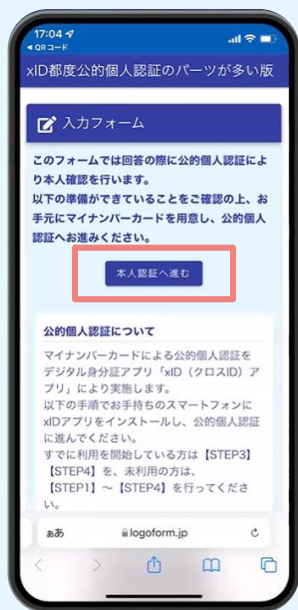 17:04
◀ QRコード
xID都度公的個人認証のパーツが多い版
入力フォーム
このフォームでは回答の際に公的個人認証によ
り本人確認を行います。
以下の準備ができていることをご確認の上、お
手元にマイナンバーカードを用意し、公的個人
認証へお進みください。
本人認証へ進む
公的個人認証について
マイナンバーカードによる公的個人認証を
デジタル身分証アプリ「xID（クロスID）ア
プリ」により実施します。
以下の手順でお手持ちのスマートフォンに
xIDアプリをインストールし、公的個人認証
に進んでください。
すでに利用を開始している方は【STEP3】
【STEP4】を、未利用の方は、
【STEP1】～【STEP4】を行ってくださ
い。
ぁあ logoform.jp